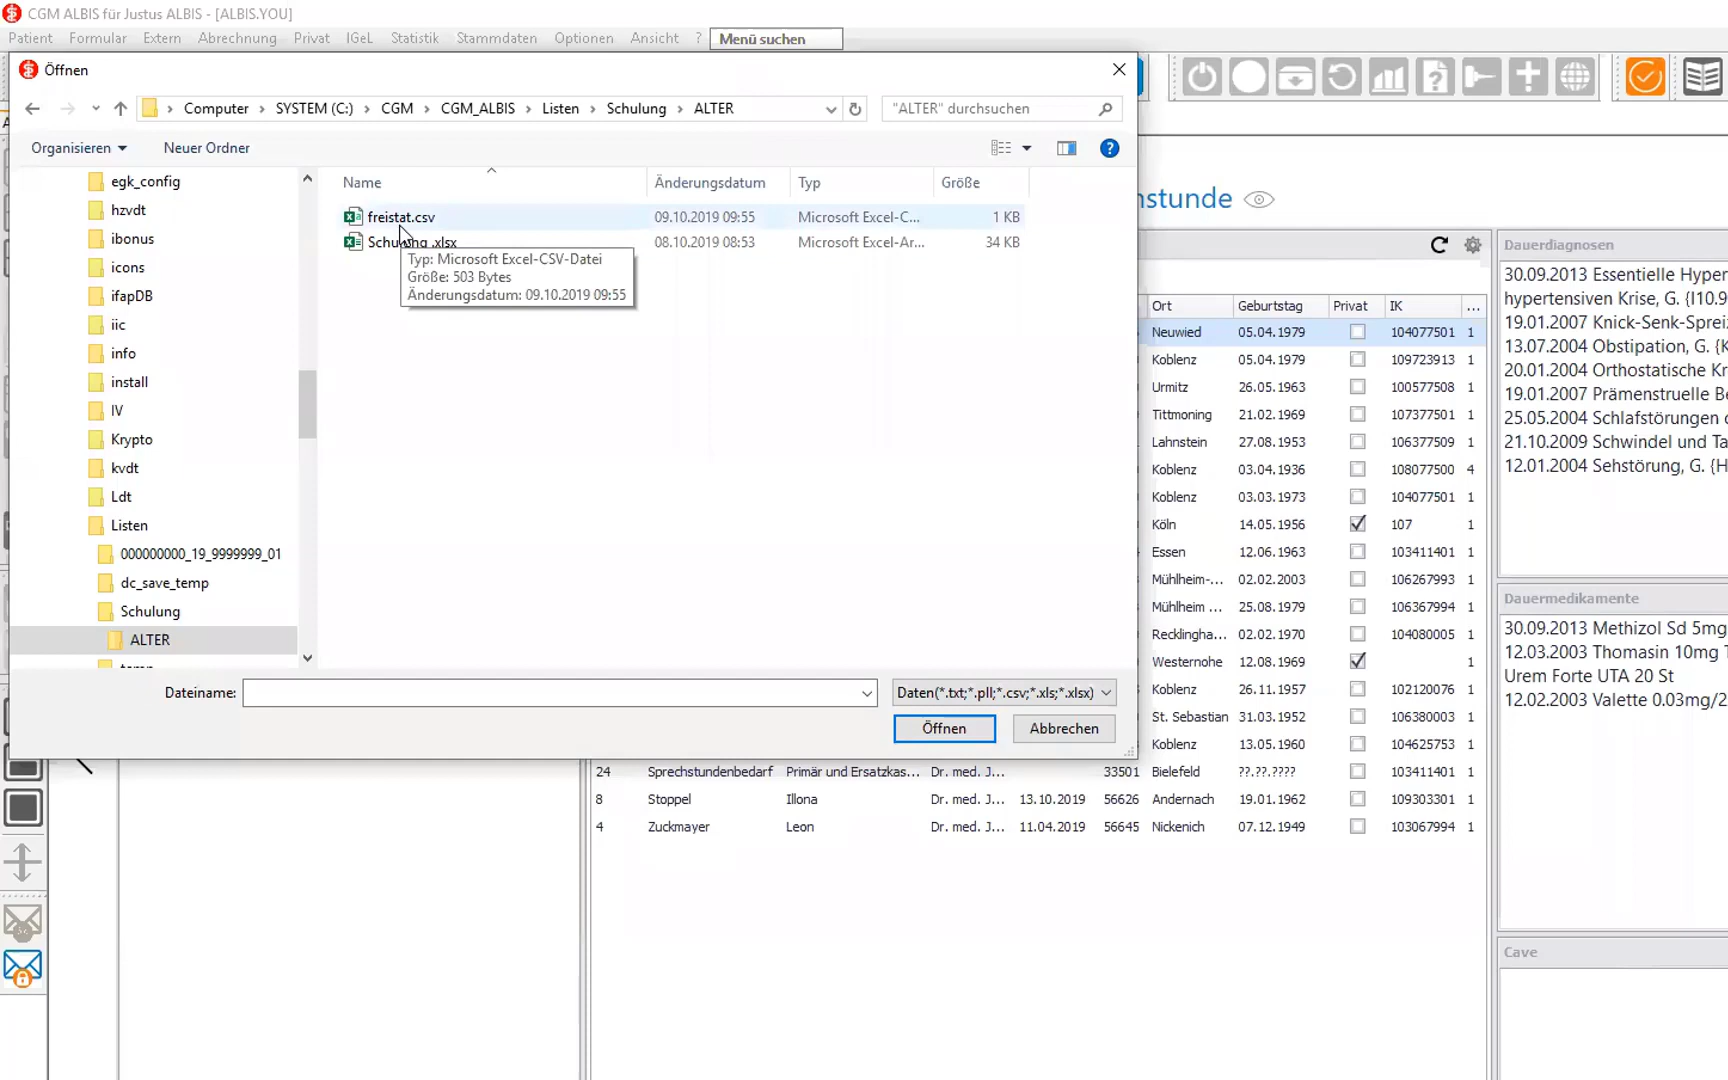 CGM ALBIS für Justus ALBIS - [ALBIS.YOU]
Patient Formular Extern Abrechnung Privat IGeL Statistik Stammdaten Optionen Ansicht ? Menü suchen
Öffnen
Computer SYSTEM (C:) CGM CGM_ALBIS Listen Schulung ALTER "ALTER" durchsuchen
Organisieren Neuer Ordner
Name Änderungsdatum Typ Größe
freistat.csv 09.10.2019 09:55 Microsoft Excel-C... 1 KB
Schulung .xlsx 08.10.2019 08:53 Microsoft Excel-Ar... 34 KB
Typ: Microsoft Excel-CSV-Datei
Größe: 503 Bytes
Änderungsdatum: 09.10.2019 09:55
egk_config
hzvdt
ibonus
icons
ifapDB
iic
info
install
IV
Krypto
kvdt
Ldt
Listen
000000000_19_9999999_01
dc_save_temp
Schulung
ALTER
Dateiname: Daten(*.txt;*.pll;*.csv;*.xls;*.xlsx)
Öffnen Abbrechen
nstunde
Ort Geburtstag Privat IK ...
Neuwied 05.04.1979 104077501 1
Koblenz 05.04.1979 109723913 1
Urmitz 26.05.1963 100577508 1
Tittmoning 21.02.1969 107377501 1
Lahnstein 27.08.1953 106377509 1
Koblenz 03.04.1936 108077500 4
Koblenz 03.03.1973 104077501 1
Köln 14.05.1956 107 1
Essen 12.06.1963 103411401 1
Mühlheim-... 02.02.2003 106267993 1
Mühlheim ... 25.08.1979 106367994 1
Recklingha... 02.02.1970 104080005 1
Westernohe 12.08.1969 1
Koblenz 26.11.1957 102120076 1
St. Sebastian 31.03.1952 106380003 1
Koblenz 13.05.1960 104625753 1
24 Sprechstundenbedarf Primär und Ersatzkas... Dr. med. J... 33501 Bielefeld ??.??.???? 103411401 1
8 Stoppel Illona Dr. med. J... 13.10.2019 56626 Andernach 19.01.1962 109303301 1
4 Zuckmayer Leon Dr. med. J... 11.04.2019 56645 Nickenich 07.12.1949 103067994 1
Dauerdiagnosen
30.09.2013 Essentielle Hyper
hypertensiven Krise, G. {I10.9
19.01.2007 Knick-Senk-Spreiz
13.07.2004 Obstipation, G. {K
20.01.2004 Orthostatische Kr
19.01.2007 Prämenstruelle Be
25.05.2004 Schlafstörungen
21.10.2009 Schwindel und Ta
12.01.2004 Sehstörung, G. {H
Dauermedikamente
30.09.2013 Methizol Sd 5mg
12.03.2003 Thomasin 10mg T
Urem Forte UTA 20 St
12.02.2003 Valette 0.03mg/2
Cave